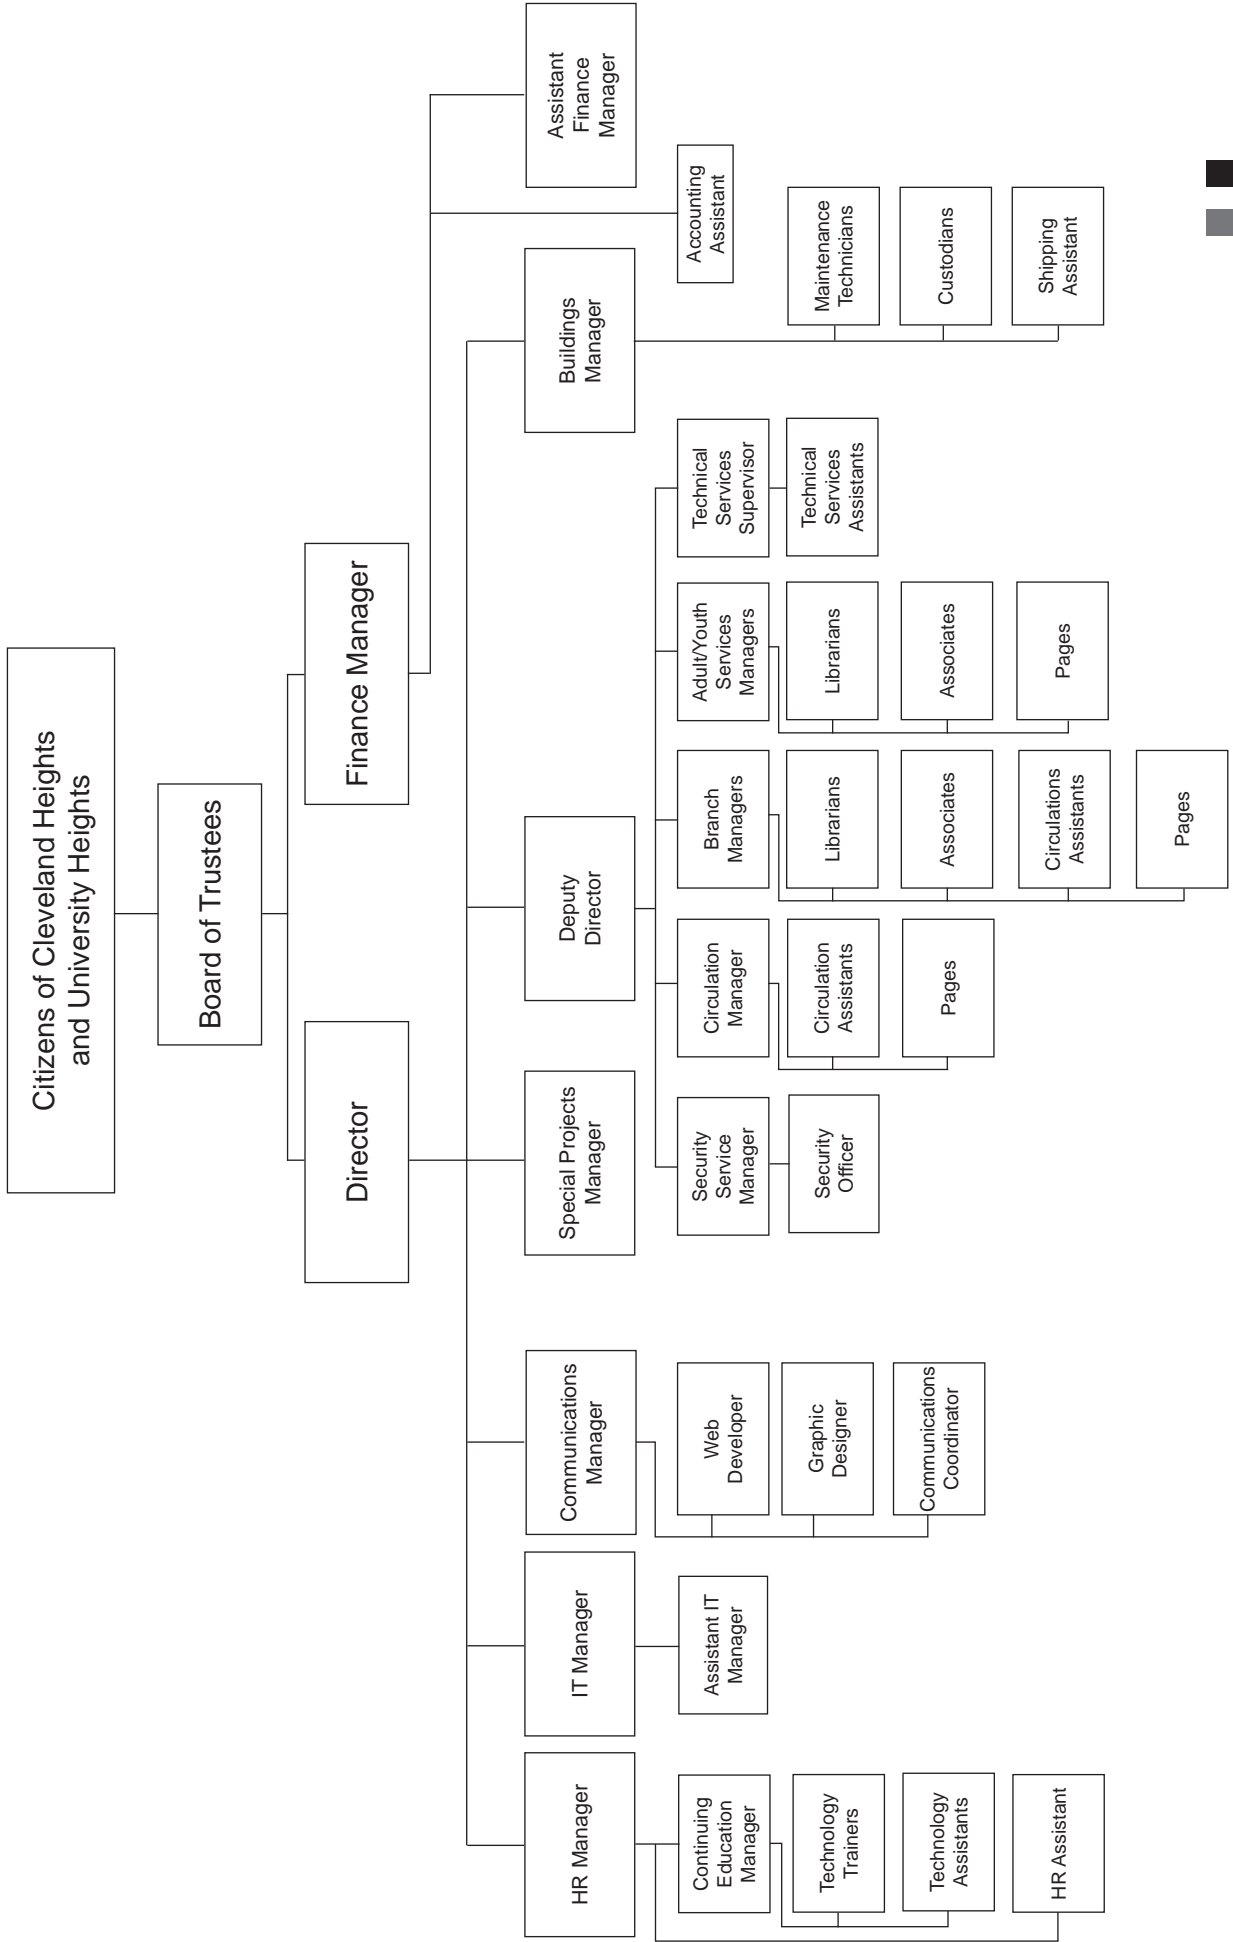 Citizens of Cleveland Heights
and University Heights
Board of Trustees
Director
Finance Manager
HR Manager
IT Manager
Communications
Manager
Special Projects
Manager
Deputy
Director
Buildings
Manager
Assistant
Finance
Manager
Continuing
Education
Manager
Technology
Trainers
Technology
Assistants
HR Assistant
Assistant IT
Manager
Web
Developer
Graphic
Designer
Communications
Coordinator
Security
Service
Manager
Security
Officer
Circulation
Manager
Circulation
Assistants
Pages
Branch
Managers
Librarians
Associates
Circulations
Assistants
Pages
Adult/Youth
Services
Managers
Librarians
Associates
Pages
Technical
Services
Supervisor
Technical
Services
Assistants
Maintenance
Technicians
Custodians
Shipping
Assistant
Accounting
Assistant